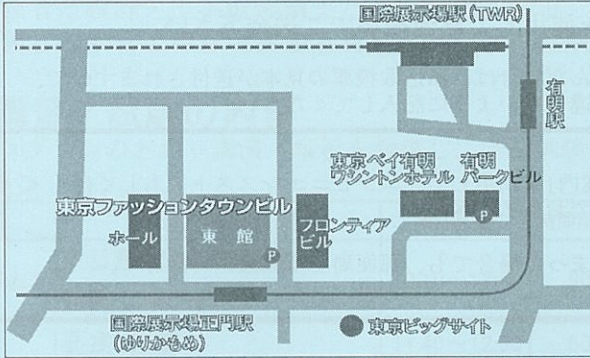 国際展示場駅(TWR)
有明駅
東京ベイ有明
ワシントンホテル
有明
パークビル
東京ファッションタウンビル
ホール
東 館
P
フロンティア
ビル
P
国際展示場正門駅
(ゆりかもめ)
東京ビッグサイト